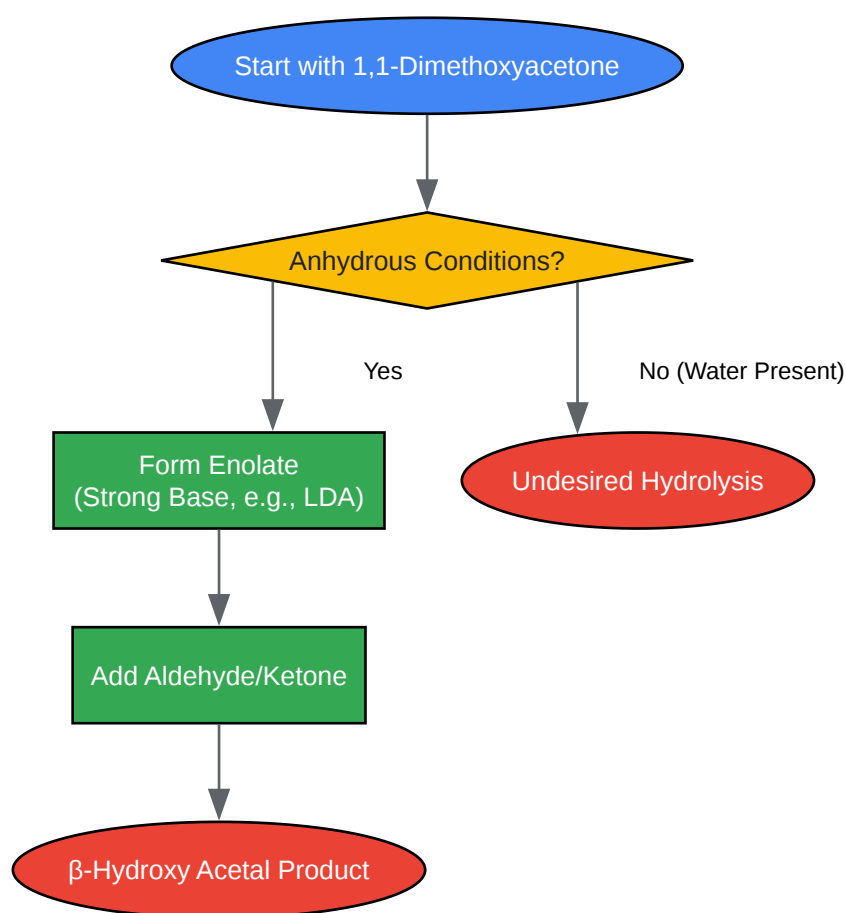 Start with 1,1-Dimethoxyacetone
Anhydrous Conditions?
Yes
No (Water Present)
Form Enolate
(Strong Base, e.g., LDA)
Undesired Hydrolysis
Add Aldehyde/Ketone
β-Hydroxy Acetal Product